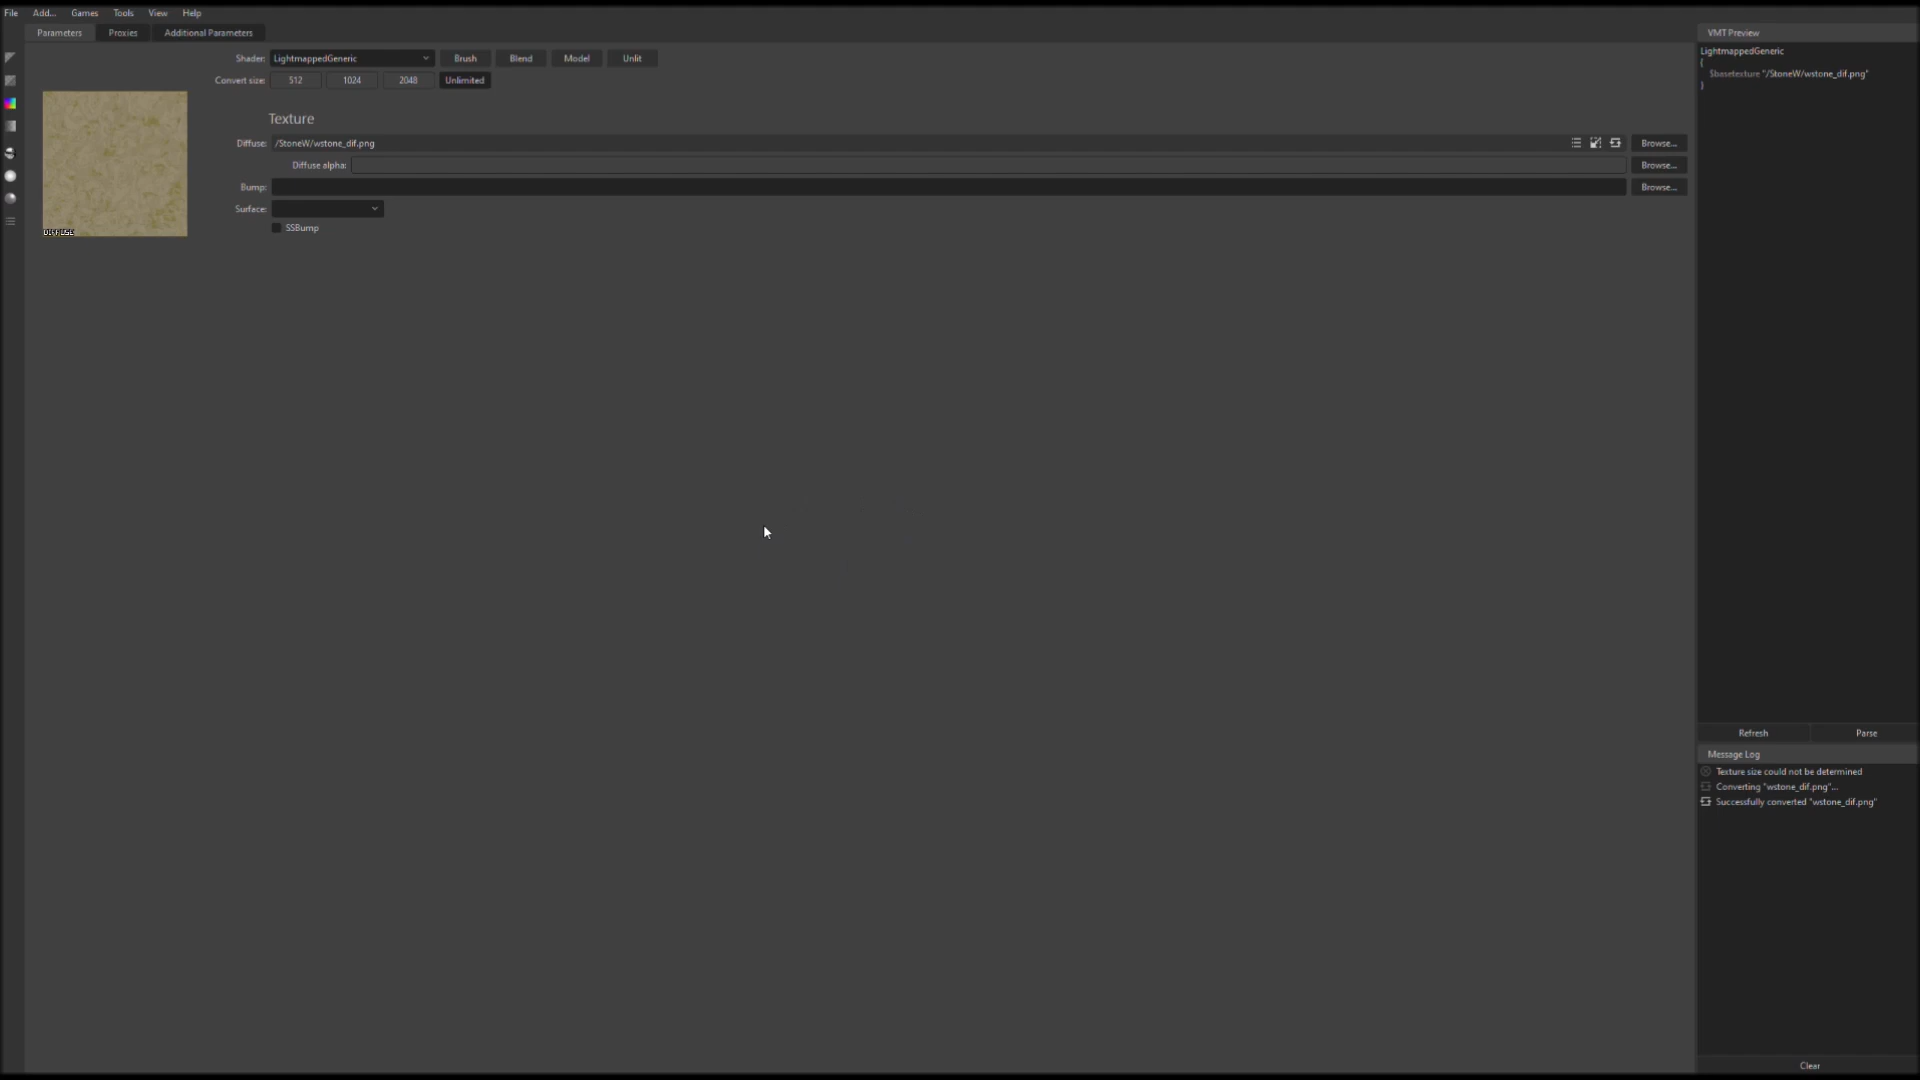 File Add... Games Tools View Help
Parameters Proxies Additional Parameters
Shader: LightmappedGeneric Brush Blend Model Unlit
Convert size: 512 1024 2048 Unlimited
DIFFUSE
Texture
Diffuse: /StoneW/wstone_dif.png Browse...
Diffuse alpha: Browse...
Bump: Browse...
Surface:
SSBump
VMT Preview
LightmappedGeneric
{
$basetexture "/StoneW/wstone_dif.png"
}
Refresh Parse
Message Log
Texture size could not be determined
Converting "wstone_dif.png"...
Successfully converted "wstone_dif.png"
Clear